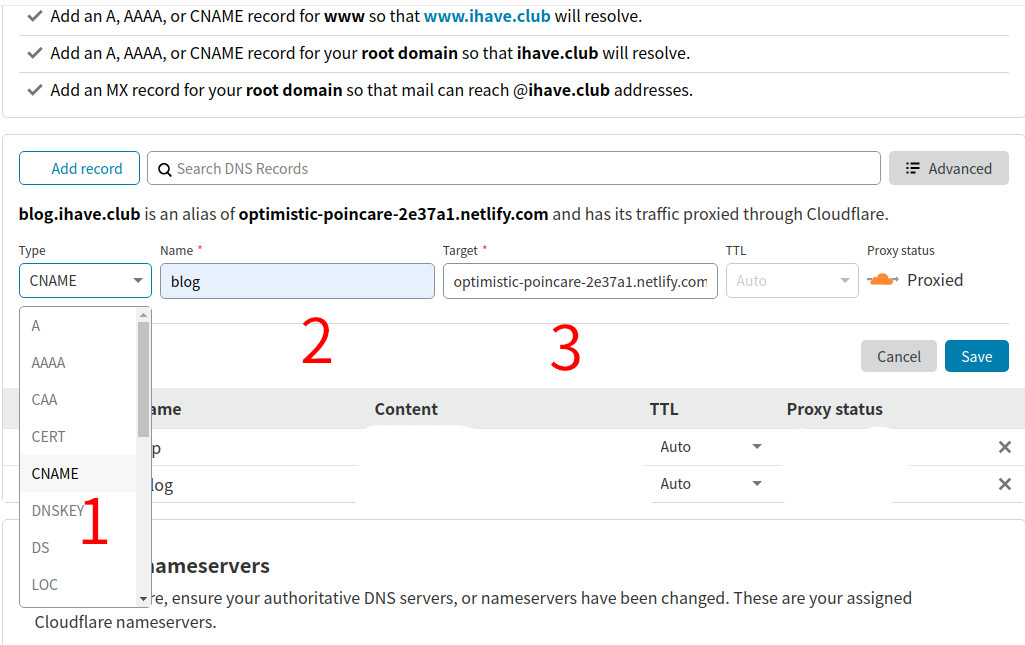 Add an A, AAAA, or CNAME record for www so that www.ihave.club will resolve.
Add an A, AAAA, or CNAME record for your root domain so that ihave.club will resolve.
Add an MX record for your root domain so that mail can reach @ihave.club addresses.
Add record
Search DNS Records
Advanced
blog.ihave.club is an alias of optimistic-poincare-2e37a1.netlify.com and has its traffic proxied through Cloudflare.
Type Name * Target * TTL Proxy status
CNAME blog optimistic-poincare-2e37a1.netlify.com Auto Proxied
A
AAAA
CAA
CERT
CNAME
DNSKEY
DS
LOC
1
2
3
Cancel Save
ame Content TTL Proxy status
p Auto
log Auto
nameservers
re, ensure your authoritative DNS servers, or nameservers have been changed. These are your assigned
Cloudflare nameservers.